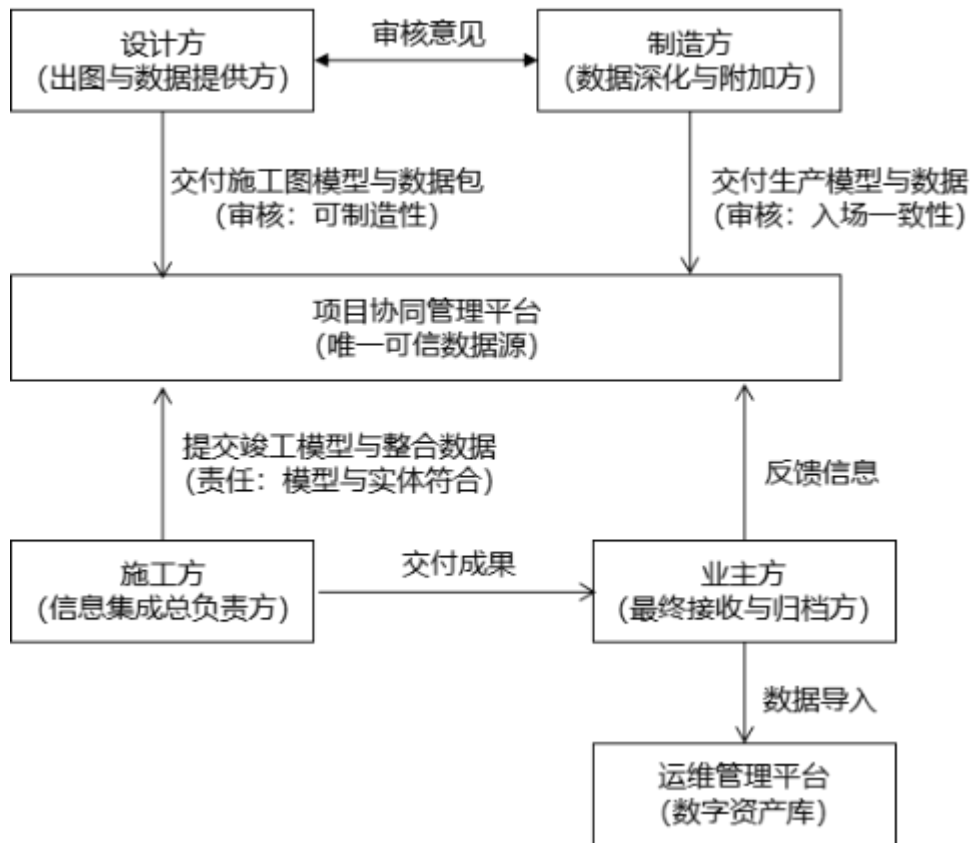 设计方
(出图与数据提供方)
审核意见
制造方
(数据深化与附加方)
交付施工图模型与数据包
(审核：可制造性)
交付生产模型与数据
(审核：入场一致性)
项目协同管理平台
(唯一可信数据源)
提交竣工模型与整合数据
(责任：模型与实体符合)
反馈信息
施工方
(信息集成总负责方)
交付成果
业主方
(最终接收与归档方)
数据导入
运维管理平台
(数字资产库)